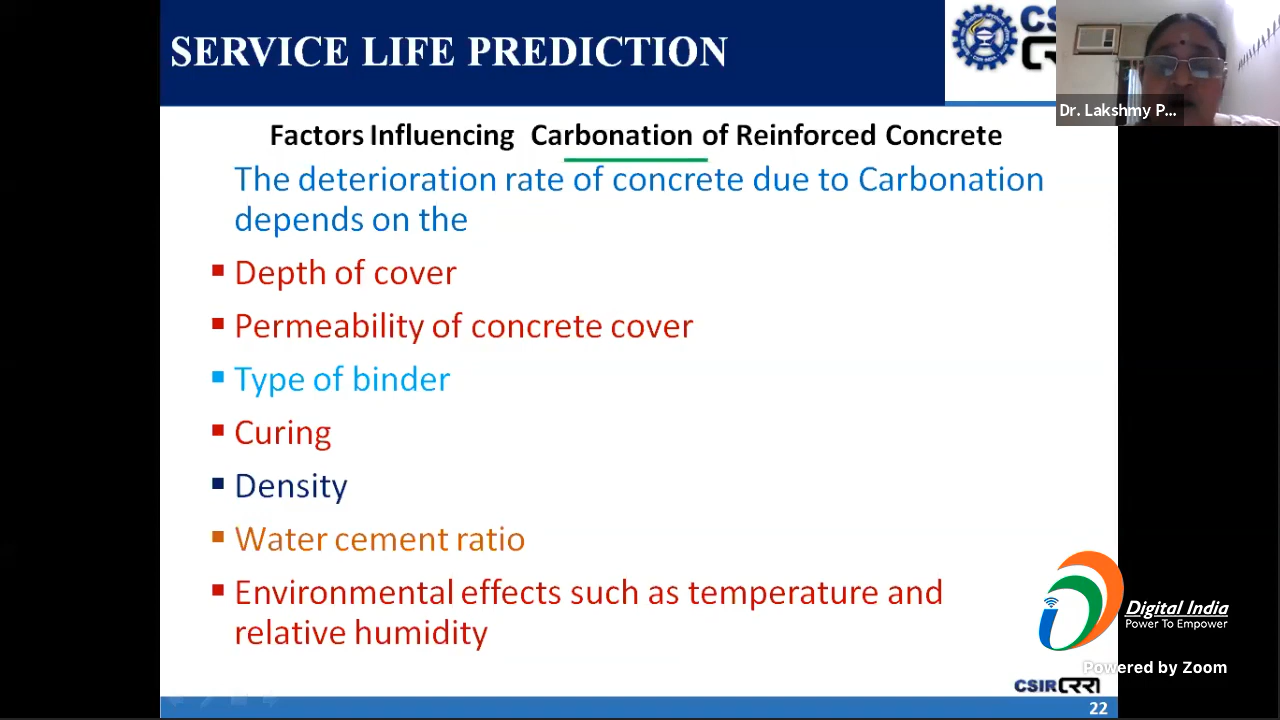 SERVICE LIFE PREDICTION
Dr. Lakshmy P...
Factors Influencing Carbonation of Reinforced Concrete
The deterioration rate of concrete due to Carbonation
depends on the
Depth of cover
Permeability of concrete cover
Type of binder
Curing
Density
Water cement ratio
Environmental effects such as temperature and
relative humidity
Digital India
Power To Empower
Powered by Zoom
CSIR CRRI
22